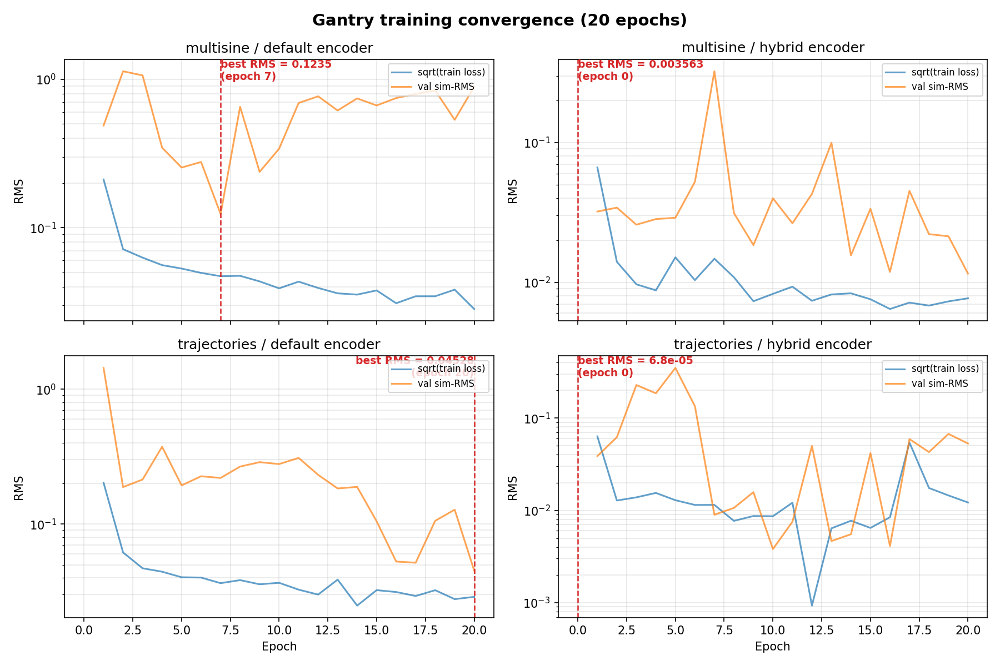 Gantry training convergence (20 epochs)
multisine / default encoder
best RMS = 0.1235
(epoch 7)
sqrt(train loss)
val sim-RMS
10⁰
10⁻¹
RMS
multisine / hybrid encoder
best RMS = 0.003563
(epoch 0)
sqrt(train loss)
val sim-RMS
10⁻¹
10⁻²
RMS
trajectories / default encoder
best RMS = 0.04528
(epoch 20)
sqrt(train loss)
val sim-RMS
10⁰
10⁻¹
RMS
0.0 2.5 5.0 7.5 10.0 12.5 15.0 17.5 20.0
Epoch
trajectories / hybrid encoder
best RMS = 6.8e-05
(epoch 0)
sqrt(train loss)
val sim-RMS
10⁻¹
10⁻²
10⁻³
RMS
0.0 2.5 5.0 7.5 10.0 12.5 15.0 17.5 20.0
Epoch